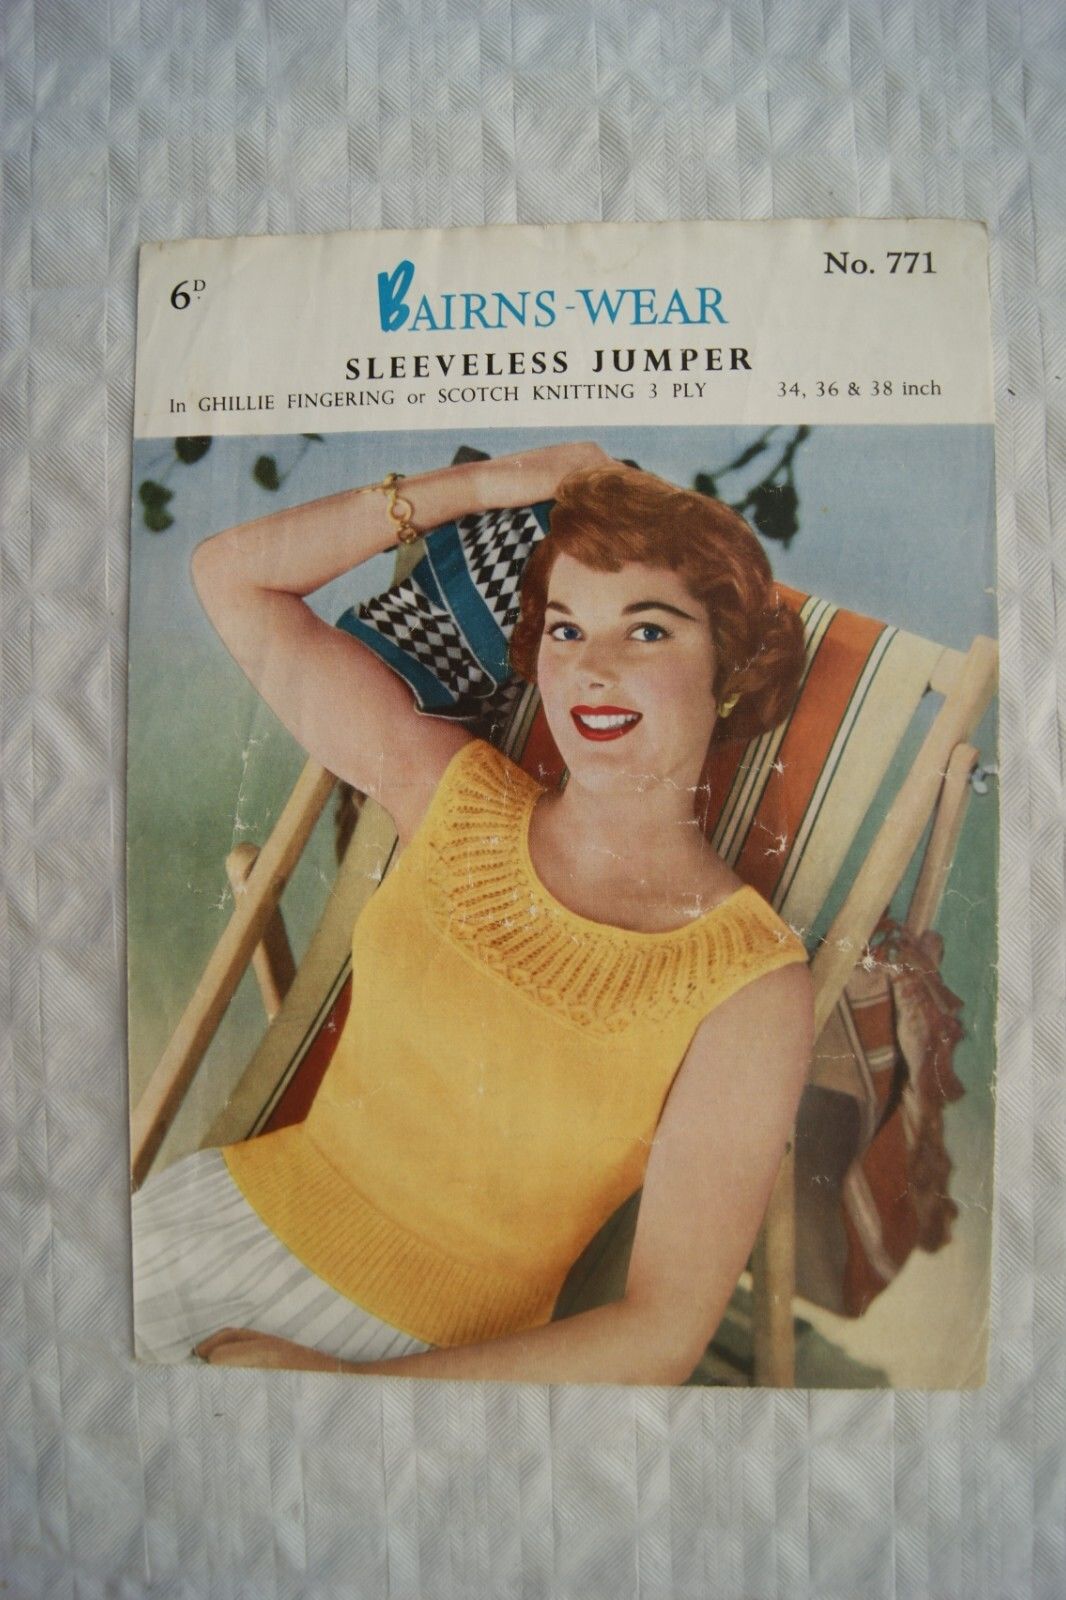 6D.
No. 771
BAIRNS-WEAR
SLEEVELESS JUMPER
In GHILLIE FINGERING or SCOTCH KNITTING 3 PLY 34, 36 & 38 inch